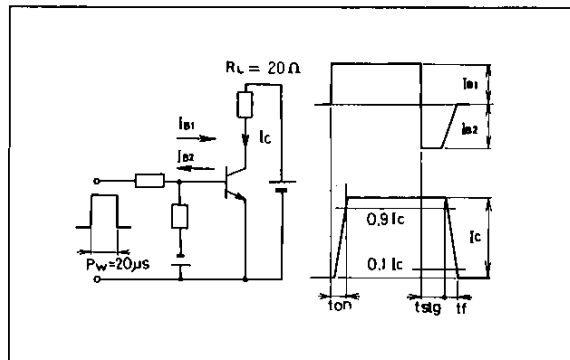 RL = 20Ω
IB1
IB2
Ic
PW=20μs
IB1
IB2
0.9 Ic
0.1 Ic
Ic
ton
tstg
tf